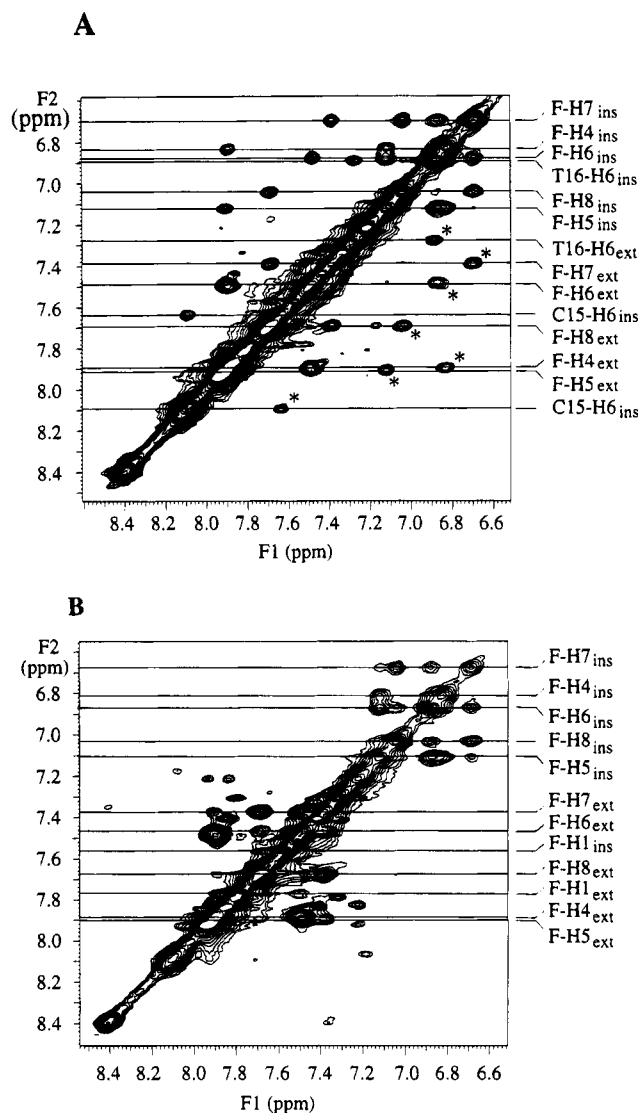 A
F2
(ppm)
6.8
7.0
7.2
7.4
7.6
7.8
8.0
8.2
8.4
8.4 8.2 8.0 7.8 7.6 7.4 7.2 7.0 6.8 6.6
F1 (ppm)
F-H7ins
F-H4ins
F-H6ins
T16-H6ins
F-H8ins
F-H5ins
T16-H6ext
F-H7ext
F-H6ext
C15-H6ins
F-H8ext
F-H4ext
F-H5ext
C15-H6ins
*
*
*
*
*
*
*
B
F2
(ppm)
6.8
7.0
7.2
7.4
7.6
7.8
8.0
8.2
8.4
8.4 8.2 8.0 7.8 7.6 7.4 7.2 7.0 6.8 6.6
F1 (ppm)
F-H7ins
F-H4ins
F-H6ins
F-H8ins
F-H5ins
F-H7ext
F-H6ext
F-H1ins
F-H8ext
F-H1ext
F-H4ext
F-H5ext